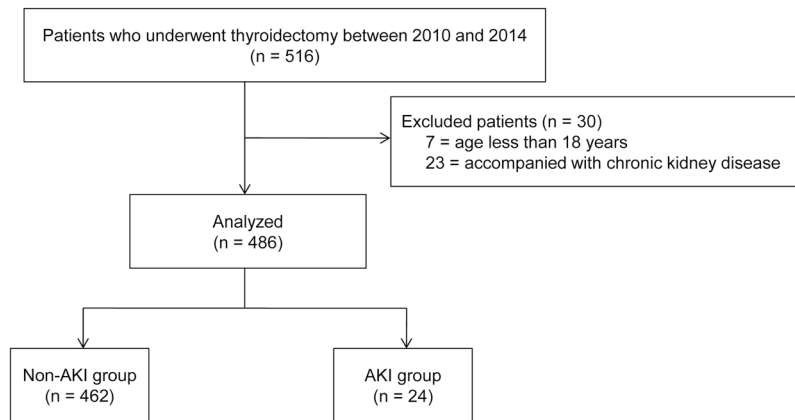 Patients who underwent thyroidectomy between 2010 and 2014
(n = 516)
Excluded patients (n = 30)
7 = age less than 18 years
23 = accompanied with chronic kidney disease
Analyzed
(n = 486)
Non-AKI group
(n = 462)
AKI group
(n = 24)